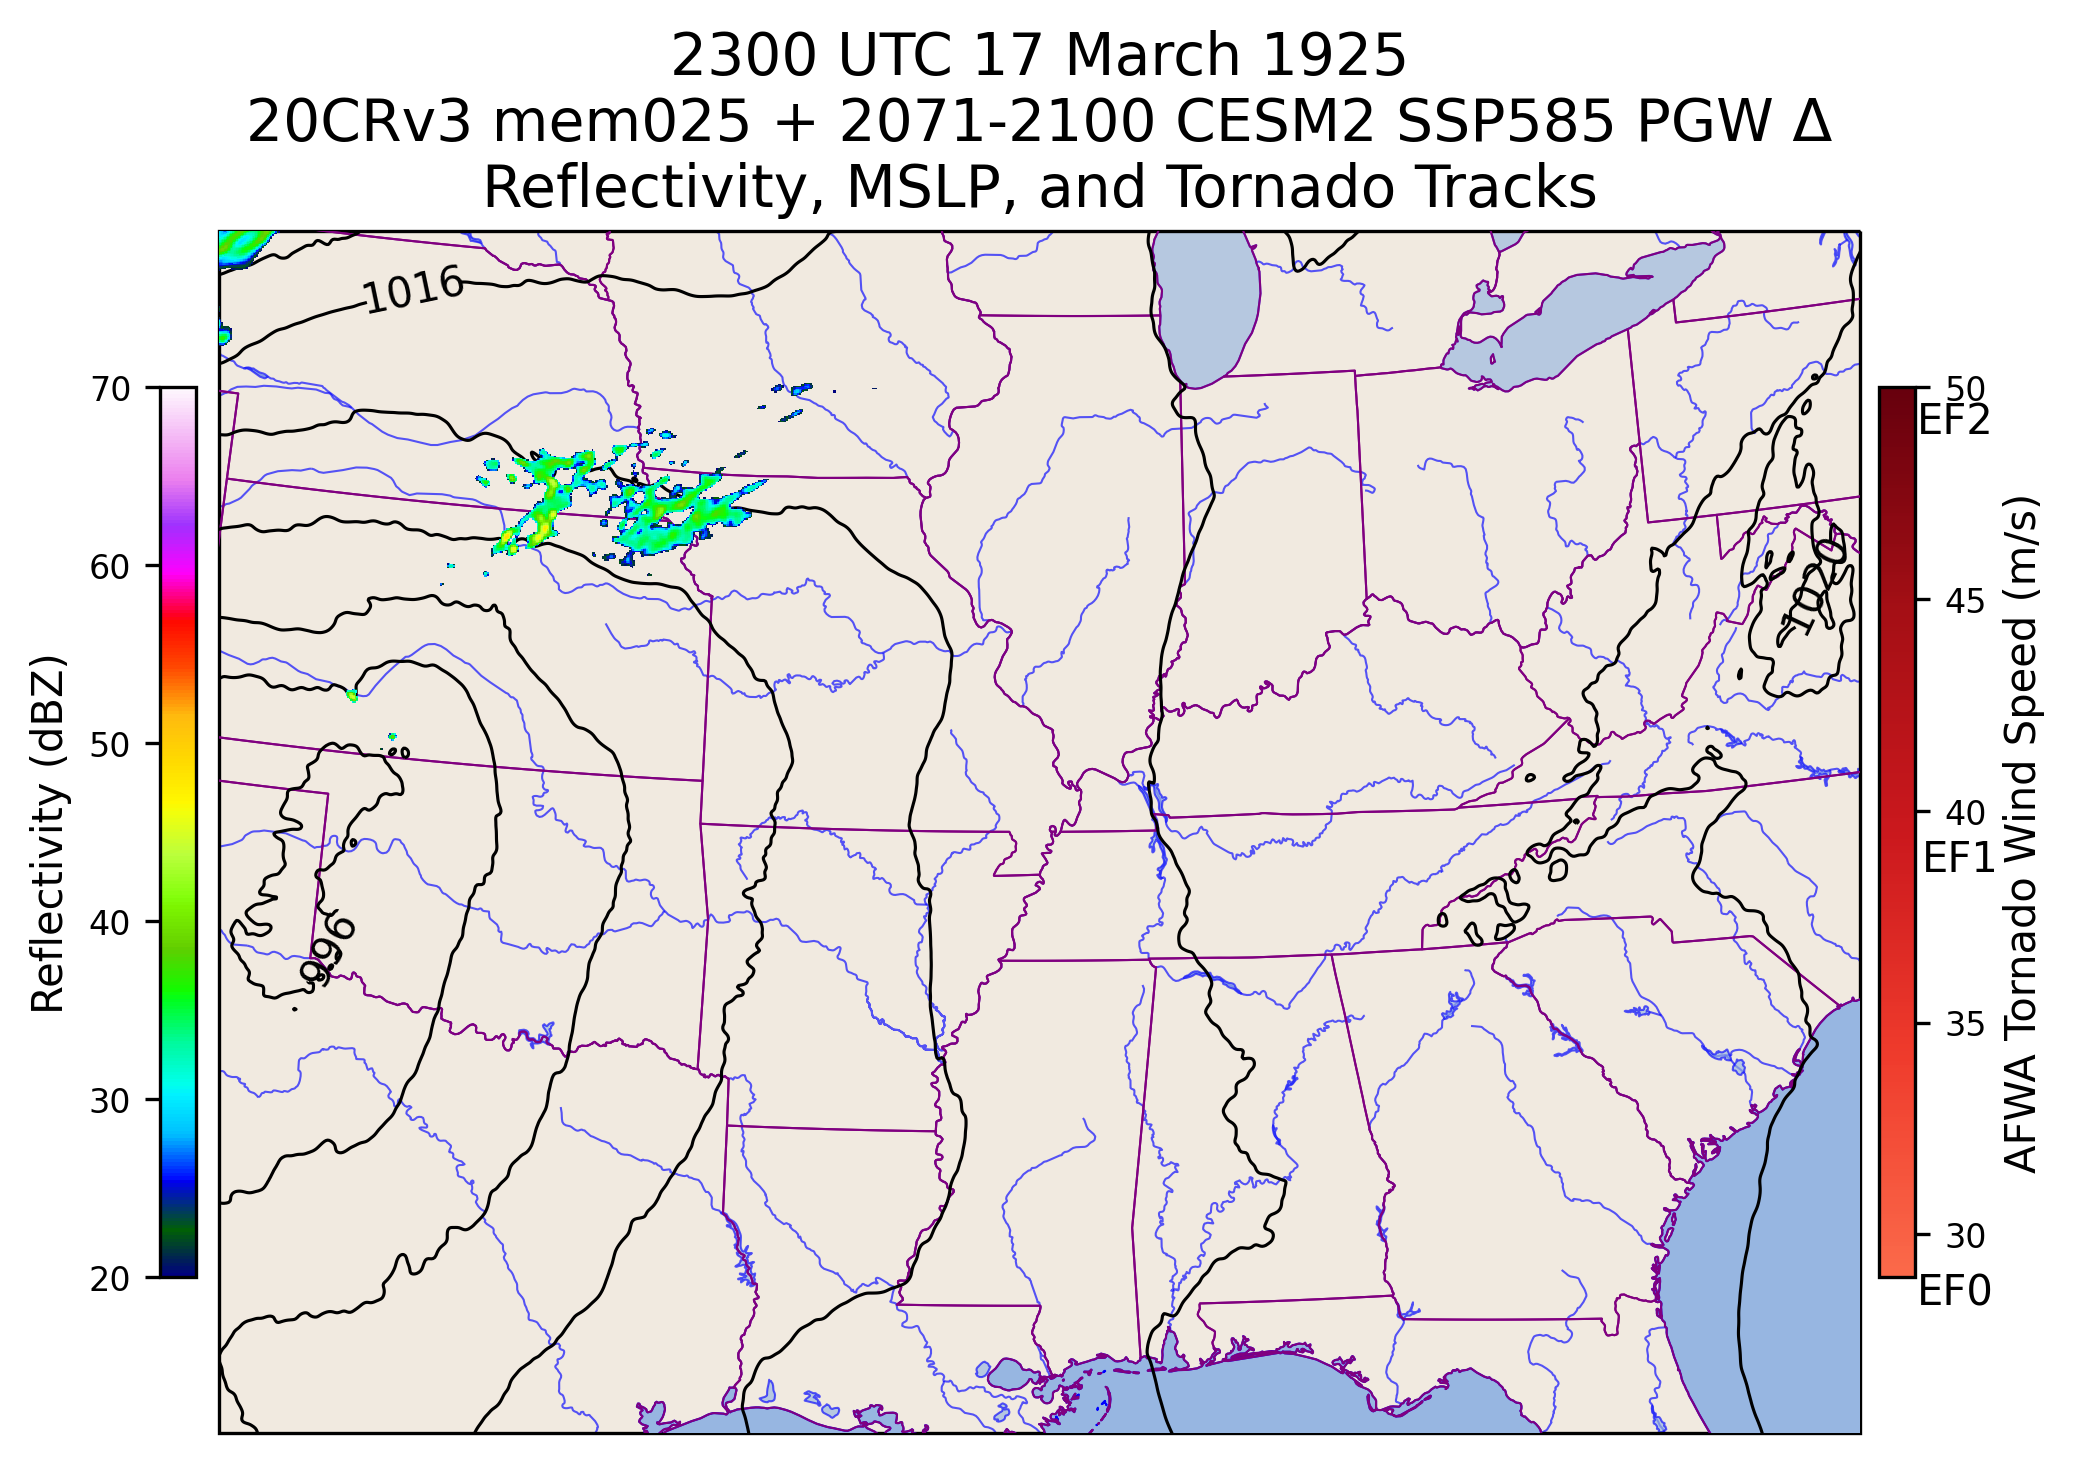 2300 UTC 17 March 1925
20CRv3 mem025 + 2071-2100 CESM2 SSP585 PGW Δ
Reflectivity, MSLP, and Tornado Tracks
1016
1020
996
70
60
50
40
30
20
Reflectivity (dBZ)
50
EF2
45
40
EF1
35
30
EF0
AFWA Tornado Wind Speed (m/s)